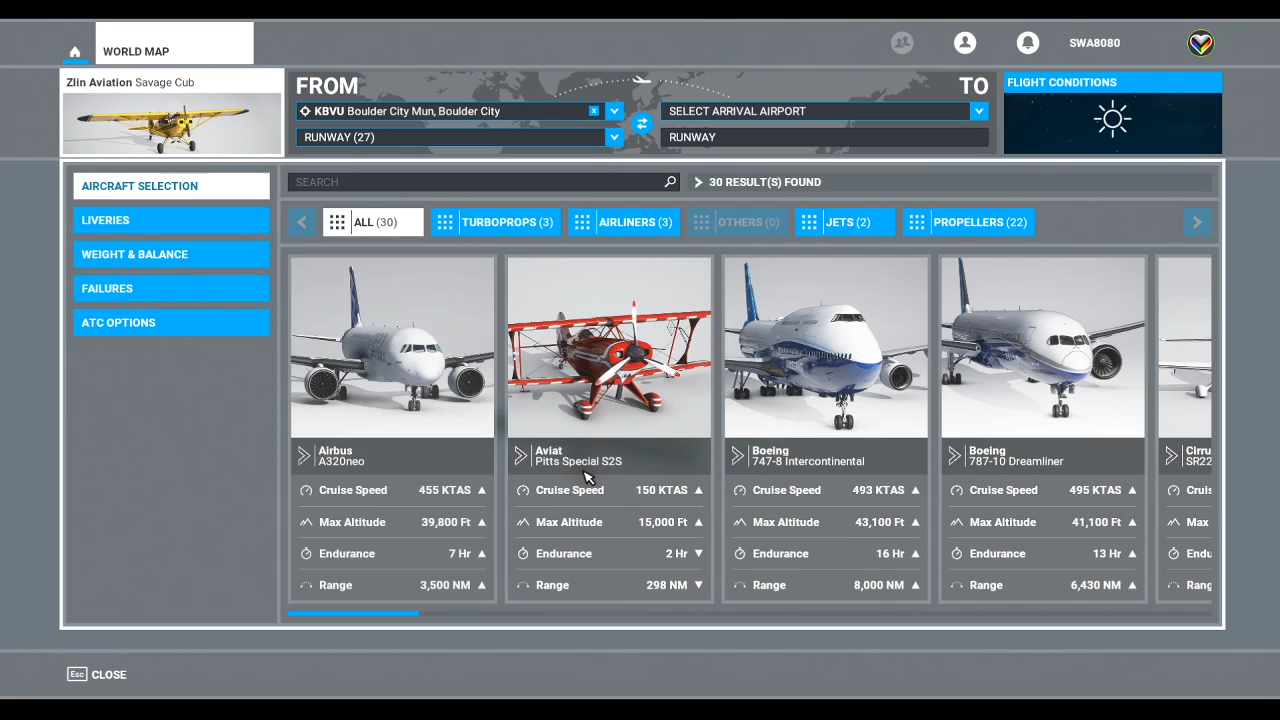 WORLD MAP
SWA8080
Zlin Aviation Savage Cub
FROM
TO
KBVU Boulder City Mun, Boulder City
x
SELECT ARRIVAL AIRPORT
RUNWAY (27)
RUNWAY
FLIGHT CONDITIONS
AIRCRAFT SELECTION
LIVERIES
WEIGHT & BALANCE
FAILURES
ATC OPTIONS
SEARCH
30 RESULT(S) FOUND
ALL (30)
TURBOPROPS (3)
AIRLINERS (3)
OTHERS (0)
JETS (2)
PROPELLERS (22)
Airbus
A320neo
Cruise Speed 455 KTAS
Max Altitude 39,800 Ft
Endurance 7 Hr
Range 3,500 NM
Aviat
Pitts Special S2S
Cruise Speed 150 KTAS
Max Altitude 15,000 Ft
Endurance 2 Hr
Range 298 NM
Boeing
747-8 Intercontinental
Cruise Speed 493 KTAS
Max Altitude 43,100 Ft
Endurance 16 Hr
Range 8,000 NM
Boeing
787-10 Dreamliner
Cruise Speed 495 KTAS
Max Altitude 41,100 Ft
Endurance 13 Hr
Range 6,430 NM
Cirru
SR22
Cruis
Max
Endu
Rang
Esc CLOSE